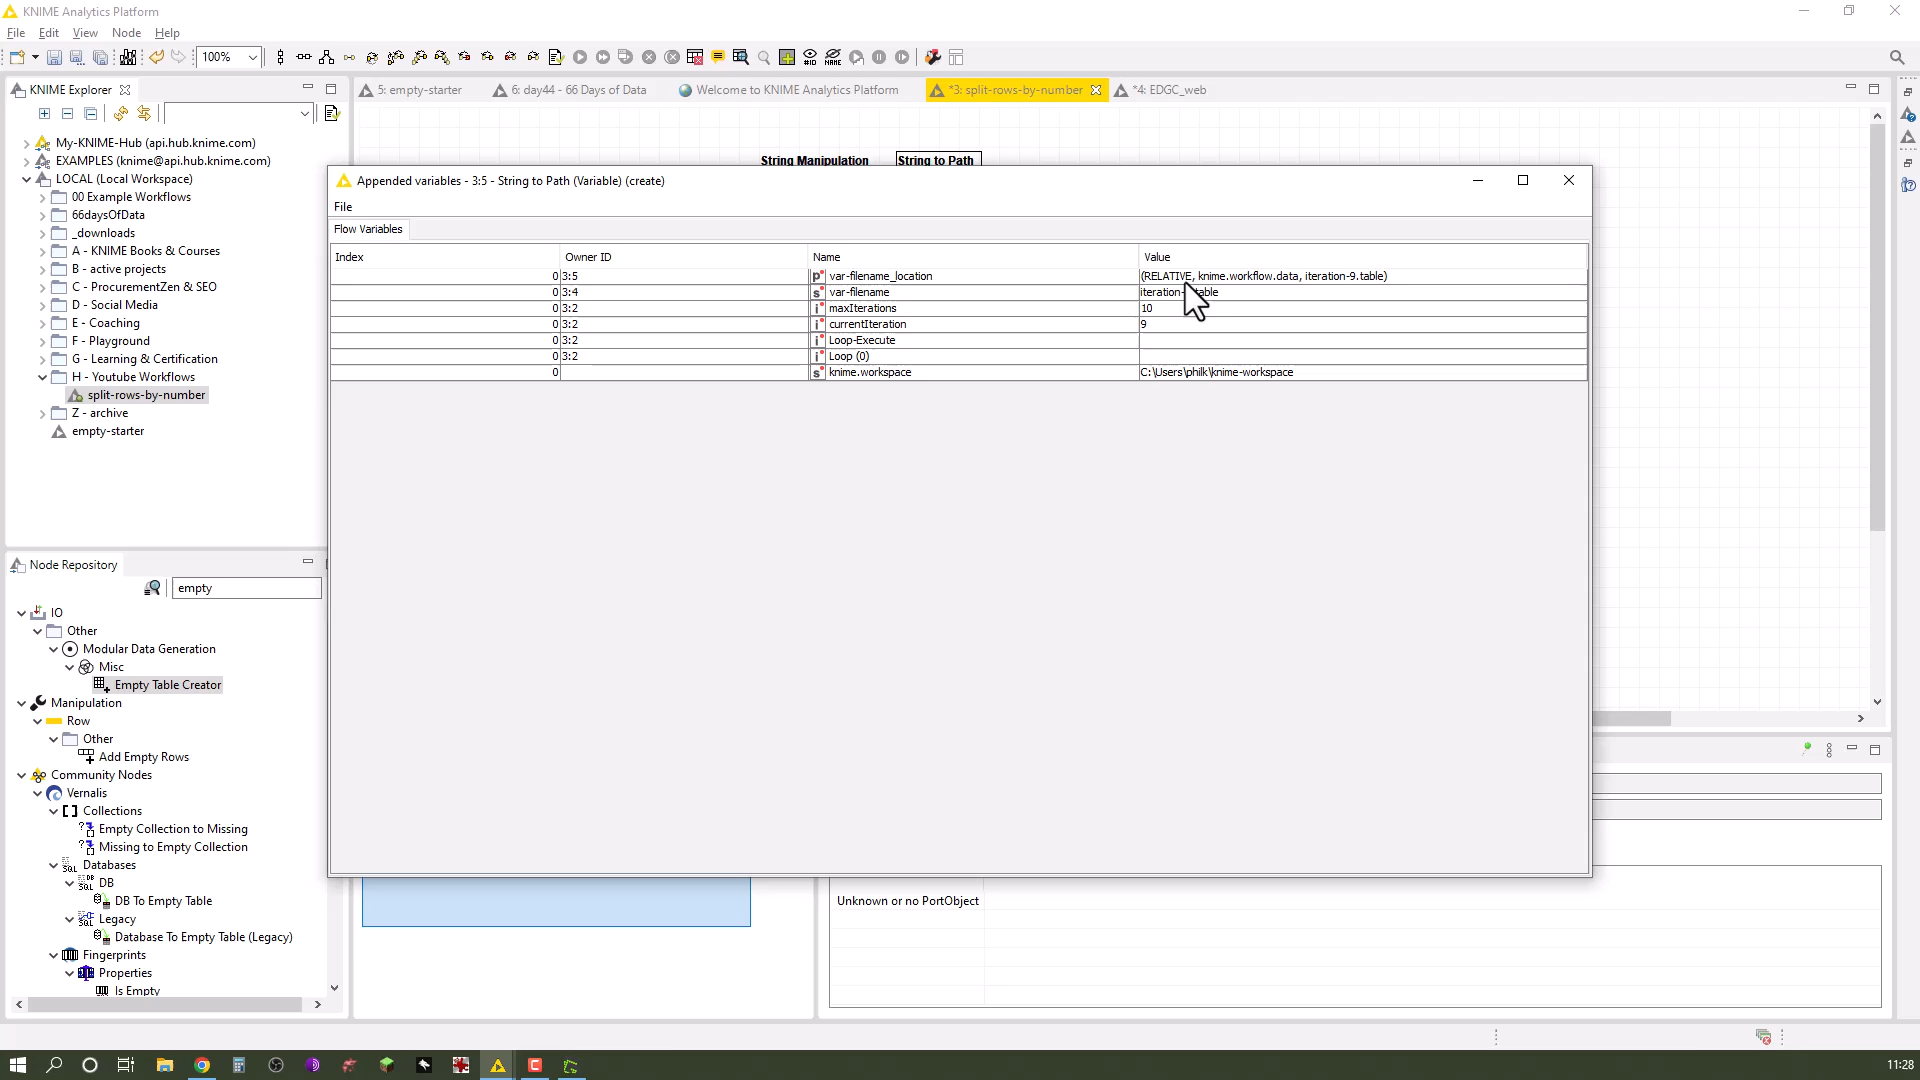 KNIME Analytics Platform
File Edit View Node Help
100%
KNIME Explorer
My-KNIME-Hub (api.hub.knime.com)
EXAMPLES (knime@api.hub.knime.com)
LOCAL (Local Workspace)
00 Example Workflows
66daysOfData
_downloads
A - KNIME Books & Courses
B - active projects
C - ProcurementZen & SEO
D - Social Media
E - Coaching
F - Playground
G - Learning & Certification
H - Youtube Workflows
split-rows-by-number
Z - archive
empty-starter
Node Repository
empty
IO
Other
Modular Data Generation
Misc
Empty Table Creator
Manipulation
Row
Other
Add Empty Rows
Community Nodes
Vernalis
Collections
Empty Collection to Missing
Missing to Empty Collection
Databases
DB
DB To Empty Table
Legacy
Database To Empty Table (Legacy)
Fingerprints
Properties
Is Empty
5: empty-starter 6: day44 - 66 Days of Data Welcome to KNIME Analytics Platform *3: split-rows-by-number *4: EDGC_web
String Manipulation String to Path
Appended variables - 3:5 - String to Path (Variable) (create)
File
Flow Variables
Index Owner ID Name Value
0 3:5 p var-filename_location (RELATIVE, knime.workflow.data, iteration-9.table)
0 3:4 s var-filename iteration- table
0 3:2 i maxIterations 10
0 3:2 i currentIteration 9
0 3:2 i Loop-Execute
0 3:2 i Loop (0)
0 s knime.workspace C:\Users\philk\knime-workspace
Unknown or no PortObject
11:28